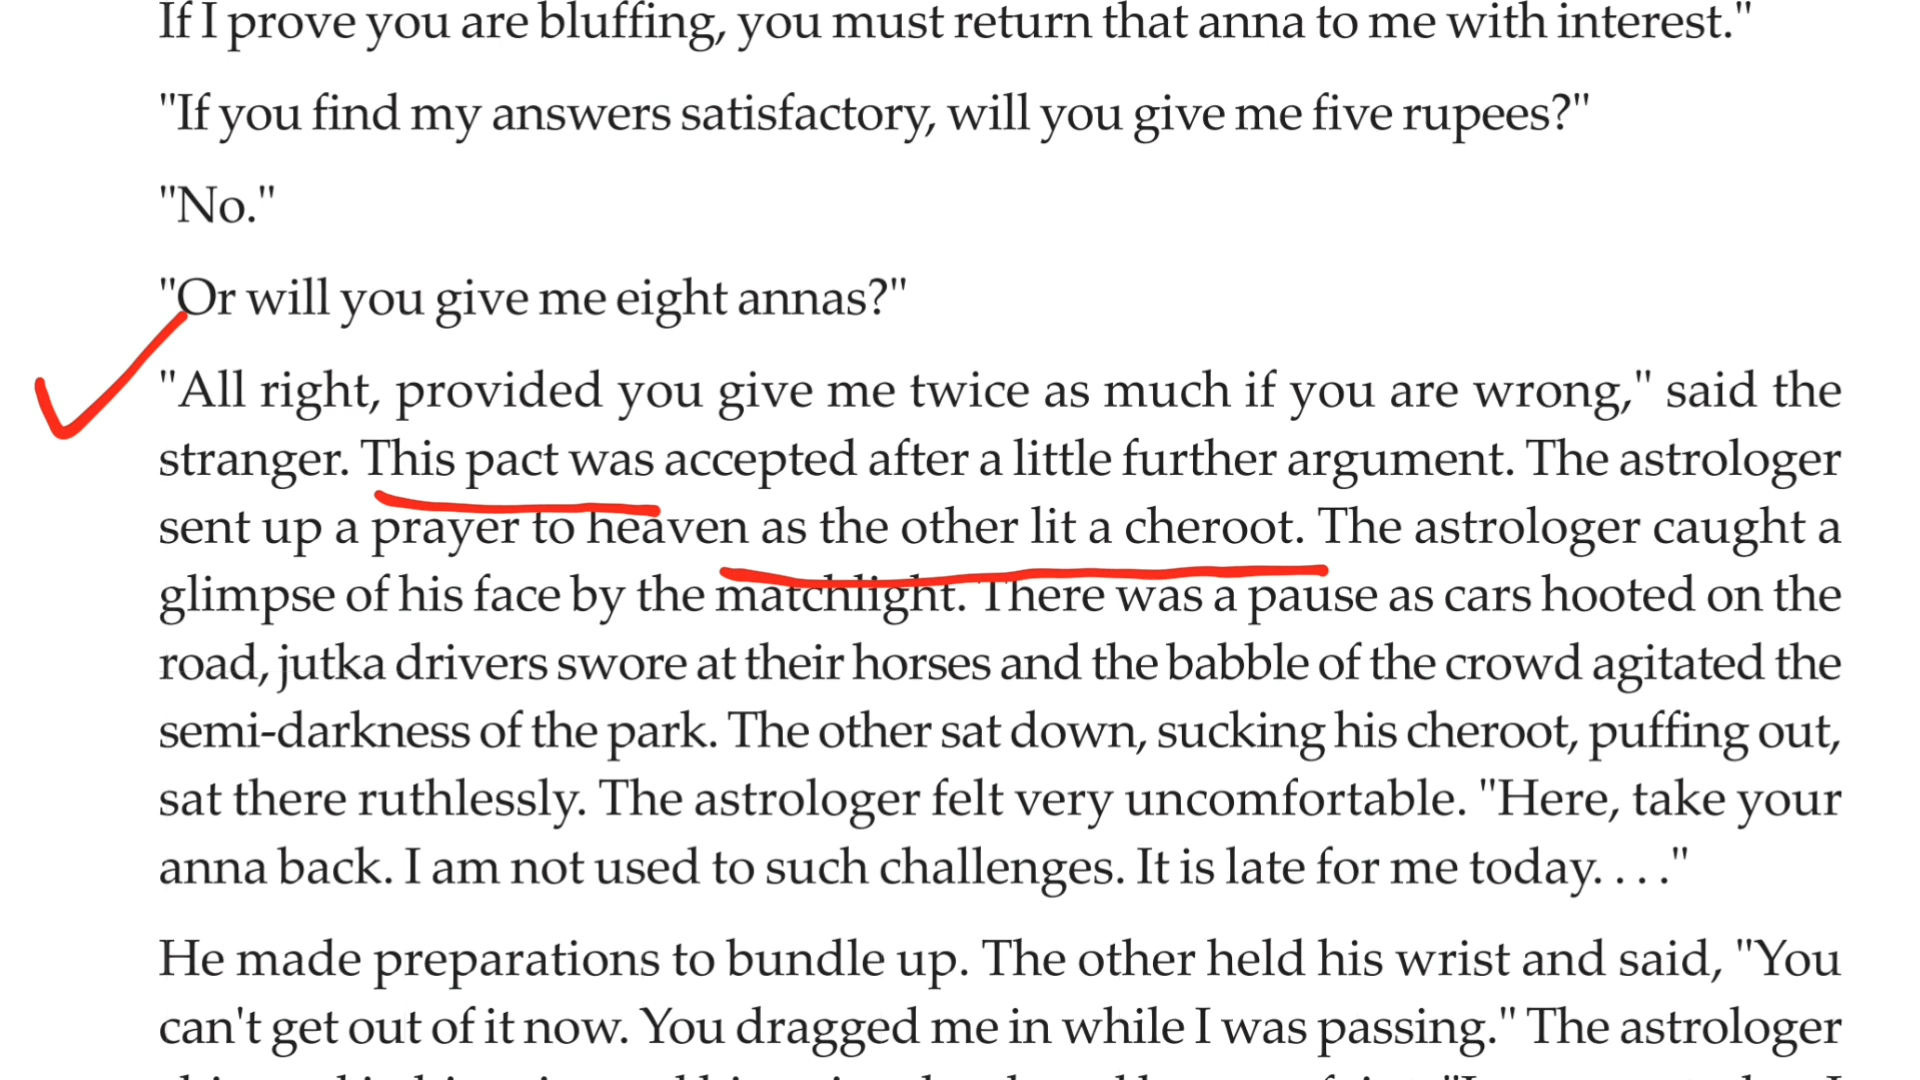 If I prove you are bluffing, you must return that anna to me with interest."
"If you find my answers satisfactory, will you give me five rupees?"
"No."
"Or will you give me eight annas?"
"All right, provided you give me twice as much if you are wrong," said the
stranger. This pact was accepted after a little further argument. The astrologer
sent up a prayer to heaven as the other lit a cheroot. The astrologer caught a
glimpse of his face by the matchlight. There was a pause as cars hooted on the
road, jutka drivers swore at their horses and the babble of the crowd agitated the
semi-darkness of the park. The other sat down, sucking his cheroot, puffing out,
sat there ruthlessly. The astrologer felt very uncomfortable. "Here, take your
anna back. I am not used to such challenges. It is late for me today. . . ."
He made preparations to bundle up. The other held his wrist and said, "You
can't get out of it now. You dragged me in while I was passing." The astrologer